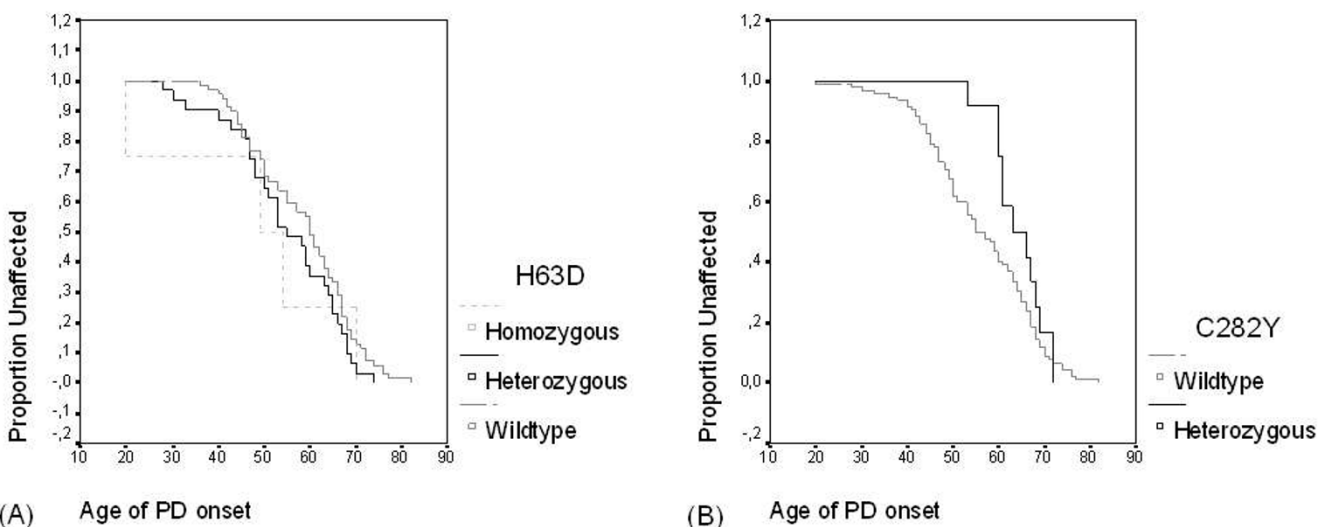 1,2
1,1
1,0
,9
,8
,7
,6
,5
,4
,3
,2
,1
-,0
-,1
-,2
10 20 30 40 50 60 70 80 90
Proportion Unaffected
Age of PD onset
(A)
H63D
Homozygous
Heterozygous
Wildtype
1,2
1,0
,8
,6
,4
,2
0,0
-,2
10 20 30 40 50 60 70 80 90
Proportion Unaffected
Age of PD onset
(B)
C282Y
Wildtype
Heterozygous